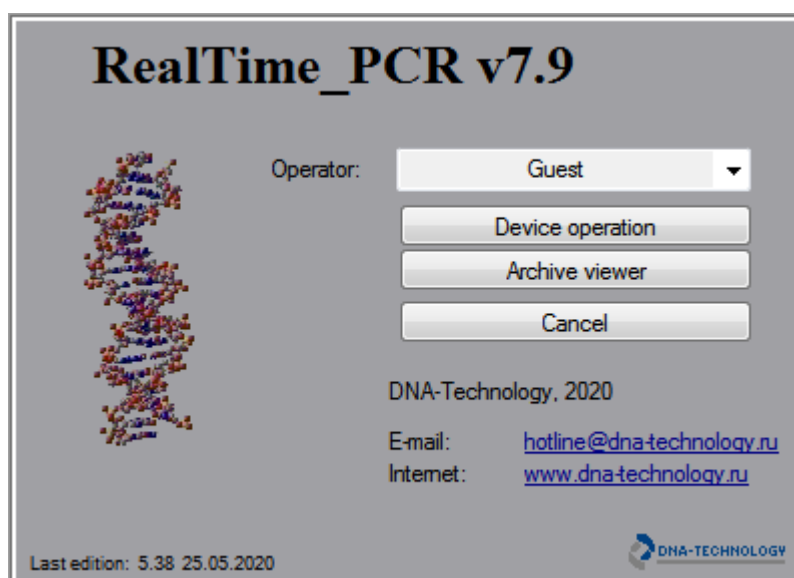 RealTime_PCR v7.9
Operator: Guest
Device operation
Archive viewer
Cancel
DNA-Technology, 2020
E-mail: hotline@dna-technology.ru
Internet: www.dna-technology.ru
Last edition: 5.38 25.05.2020
DNA-TECHNOLOGY